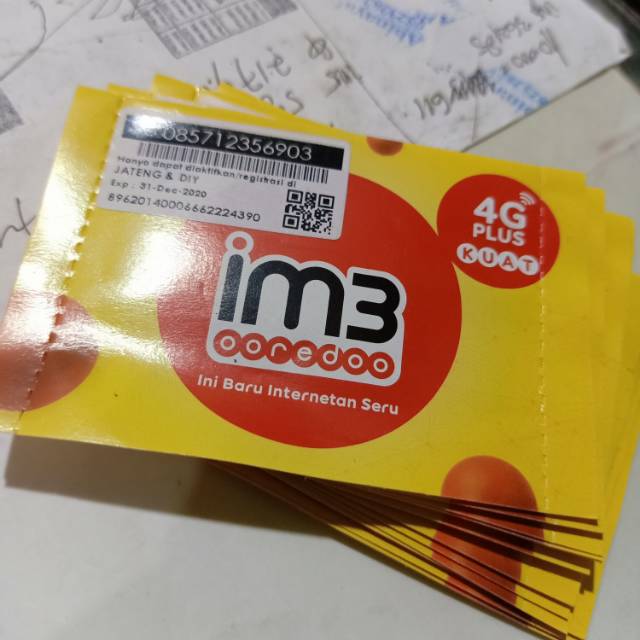 085712356903
Hanya dapat diaktifkan/registrasi di
JATENG & DIY
Exp : 31-Dec-2020
89620140006662224390
4G
PLUS
KUAT
im3
ooredoo
Ini Baru Internetan Seru